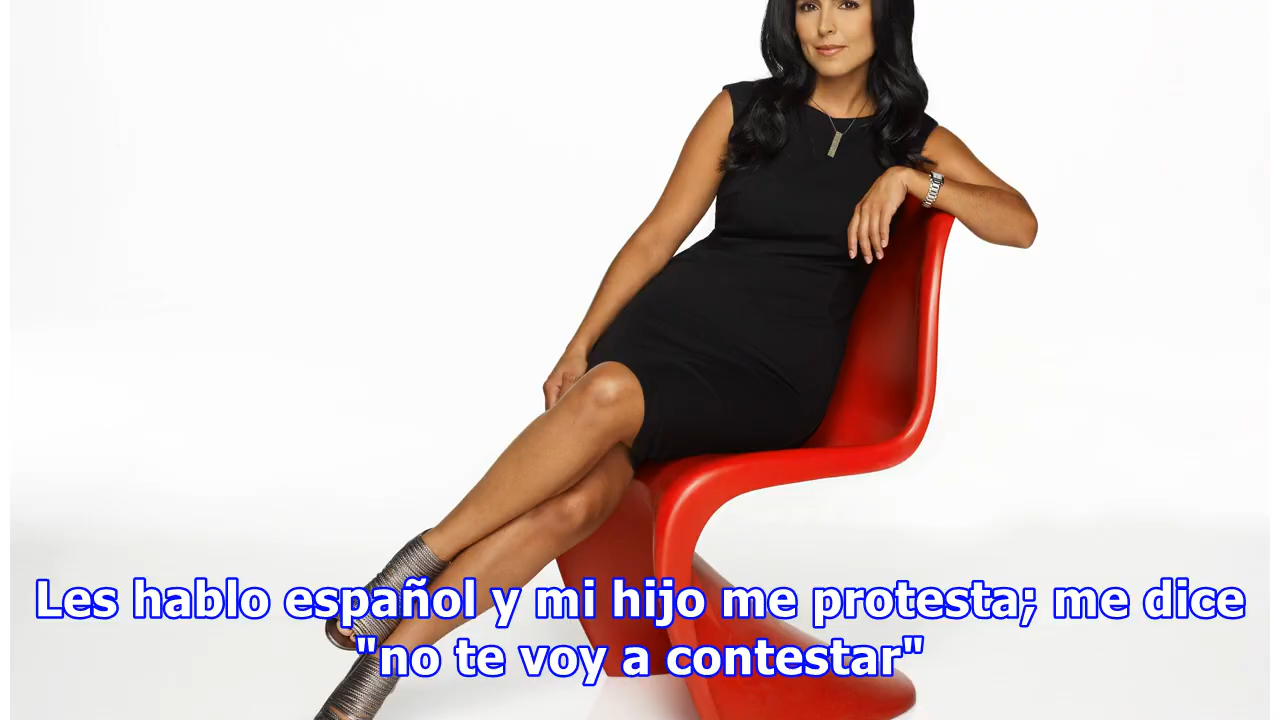 Les hablo español y mi hijo me protesta; me dice
"no te voy a contestar"